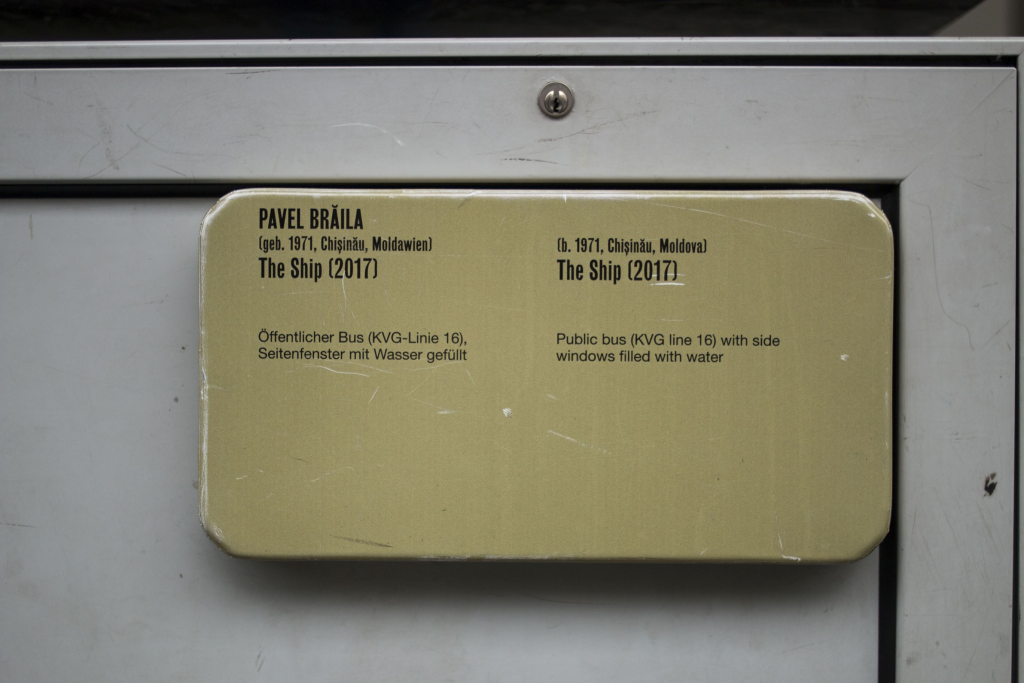 PAVEL BRĂILA
(geb. 1971, Chișinău, Moldawien)
The Ship (2017)
Öffentlicher Bus (KVG-Linie 16),
Seitenfenster mit Wasser gefüllt
(b. 1971, Chișinău, Moldova)
The Ship (2017)
Public bus (KVG line 16) with side
windows filled with water